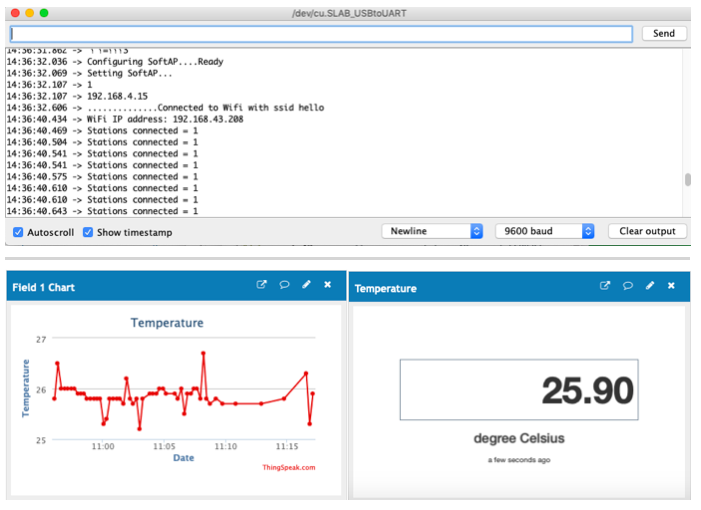 /dev/cu.SLAB_USBtoUART
Send
14:36:32.036 -> Configuring SoftAP....Ready
14:36:32.069 -> Setting SoftAP...
14:36:32.107 -> 1
14:36:32.107 -> 192.168.4.15
14:36:32.606 -> ..............Connected to Wifi with ssid hello
14:36:40.434 -> WiFi IP address: 192.168.43.208
14:36:40.469 -> Stations connected = 1
14:36:40.504 -> Stations connected = 1
14:36:40.541 -> Stations connected = 1
14:36:40.541 -> Stations connected = 1
14:36:40.575 -> Stations connected = 1
14:36:40.610 -> Stations connected = 1
14:36:40.610 -> Stations connected = 1
14:36:40.643 -> Stations connected = 1
Autoscroll Show timestamp Newline 9600 baud Clear output
Field 1 Chart
Temperature
27
26
25
Temperature
11:00 11:05 11:10 11:15
Date
ThingSpeak.com
Temperature
25.90
degree Celsius
a few seconds ago